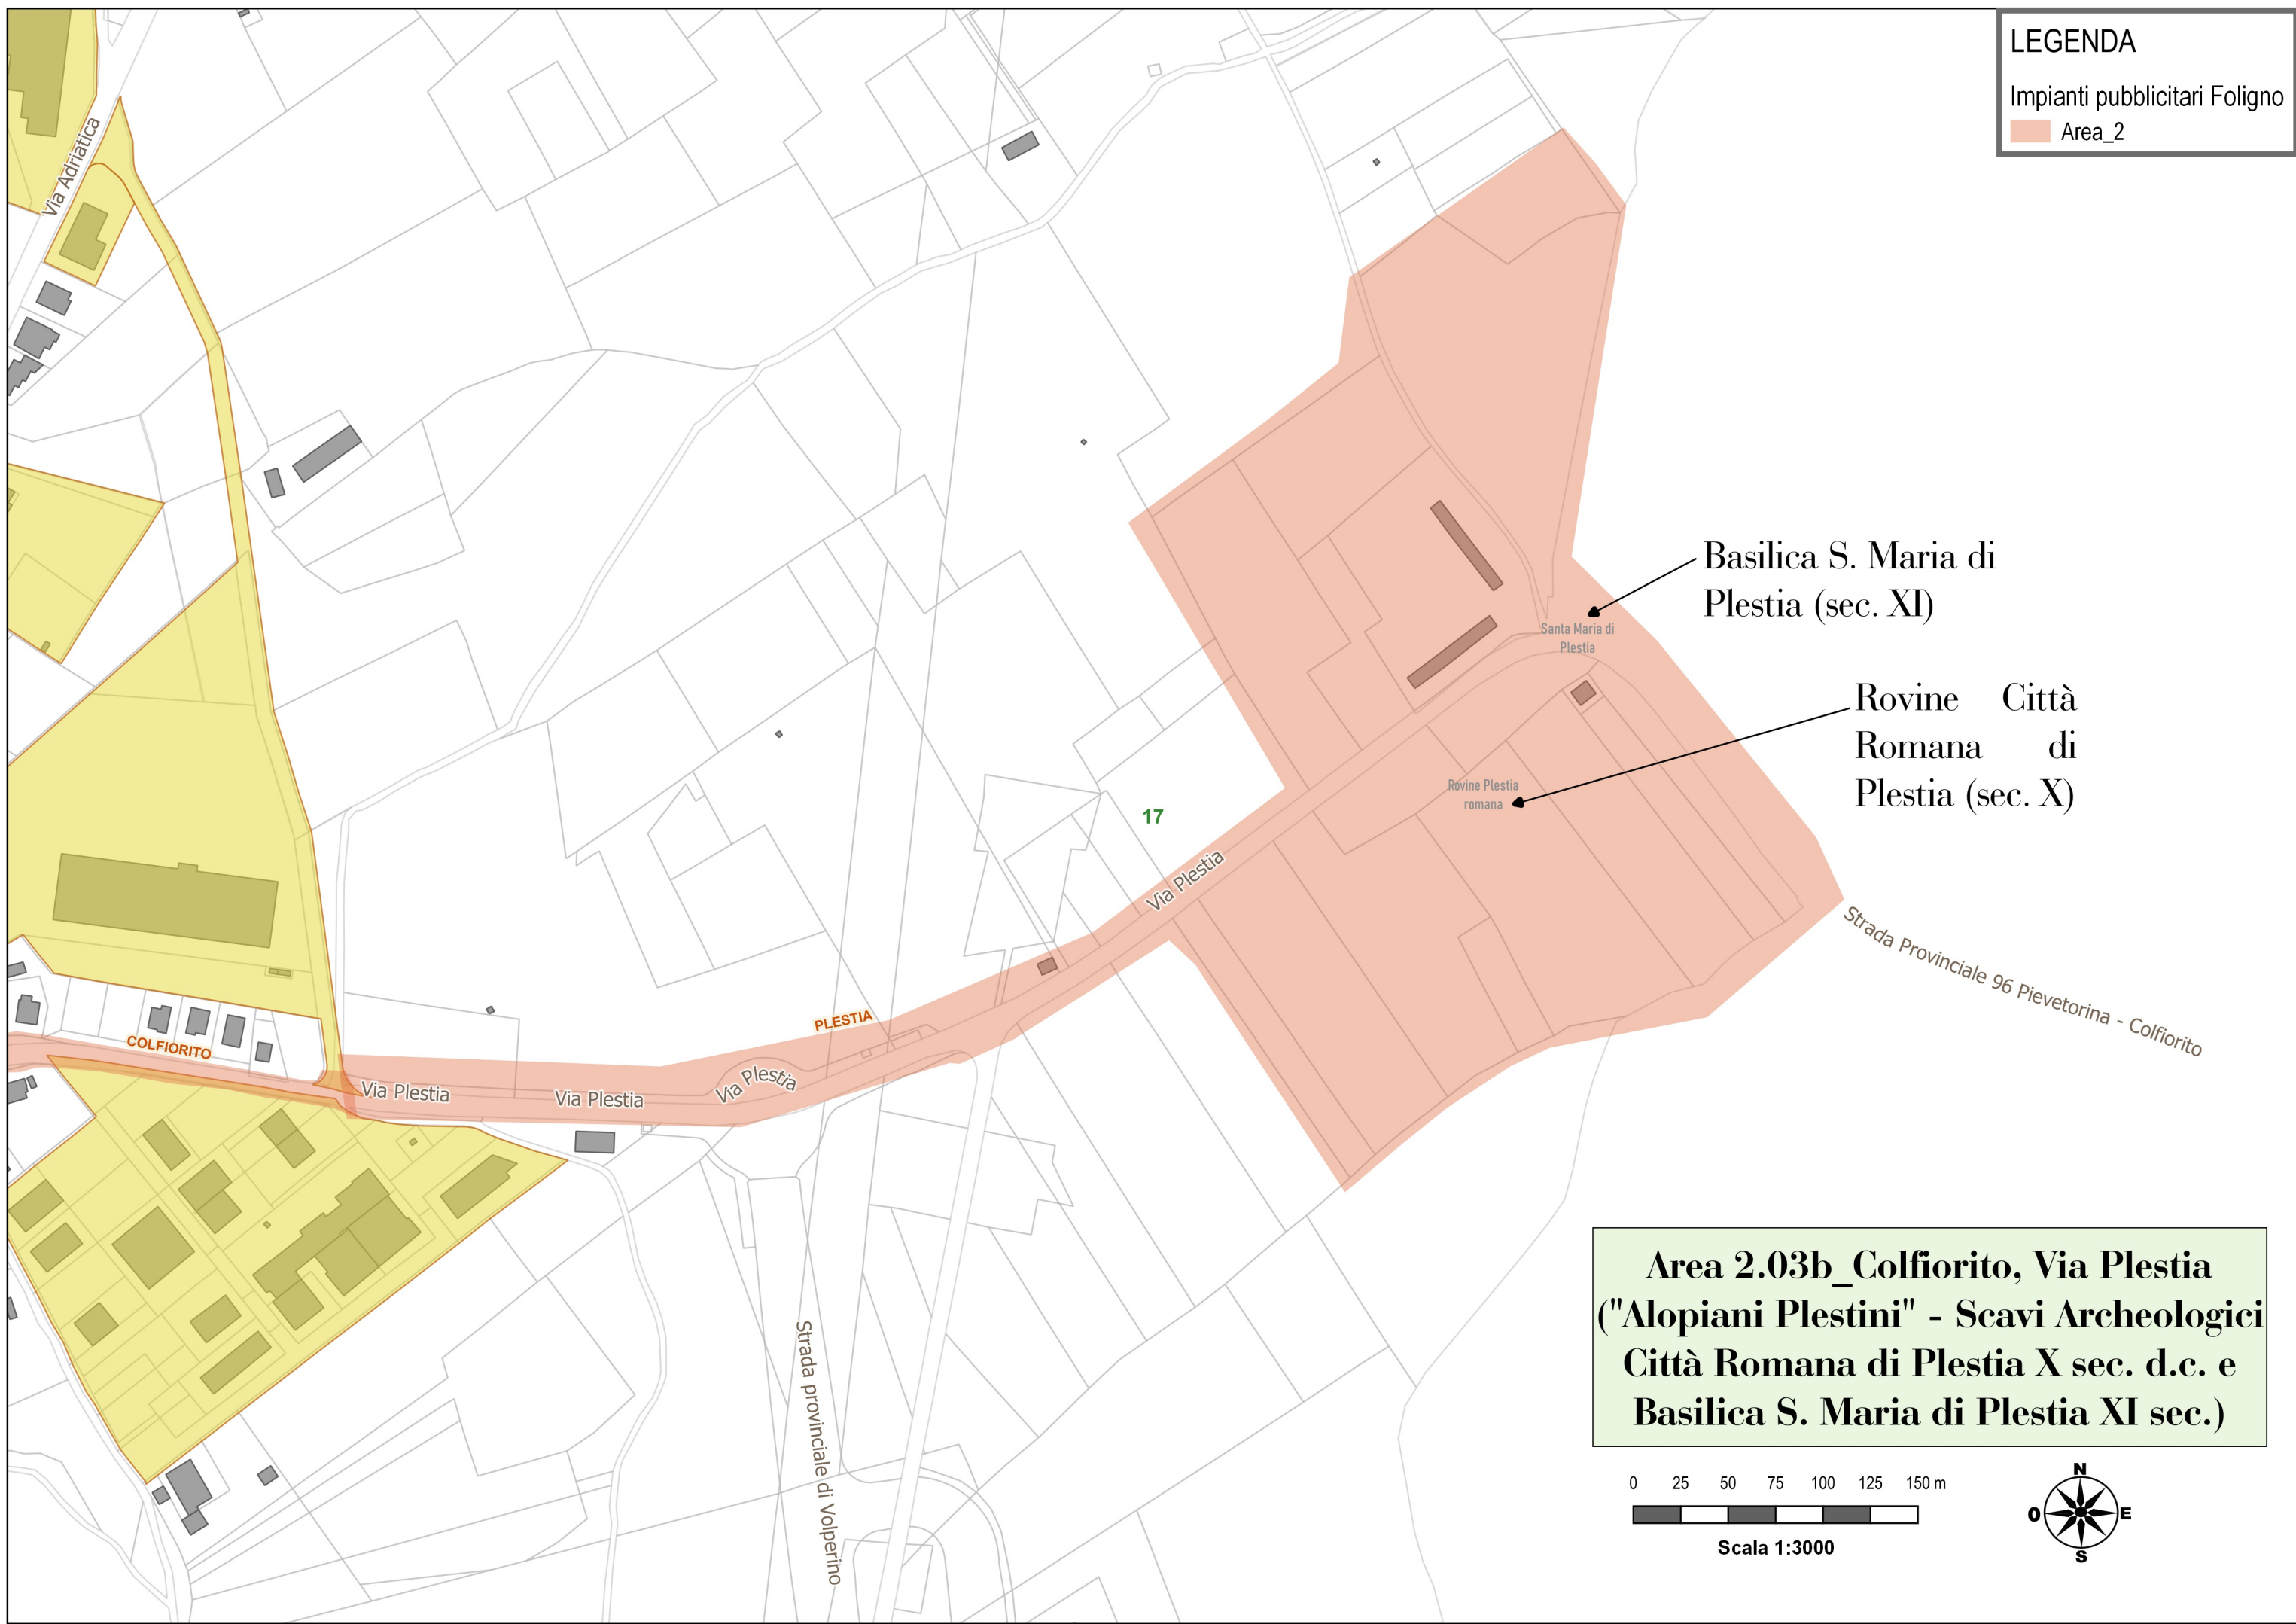 LEGENDA
Impianti pubblicitari Foligno
Area_2
Via Adriatica
Basilica S. Maria di
Plestia (sec. XI)
Santa Maria di
Plestia
Rovine Città
Romana di
Plestia (sec. X)
Rovine Plestia
romana
17
Via Plestia
Strada Provinciale 96 Pievetorina - Colfiorito
PLESTIA
COLFIORITO
Via Plestia
Via Plestia
Via Plestia
Strada provinciale di Volperino
Area 2.03b_Colfiorito, Via Plestia
("Alopiani Plestini" - Scavi Archeologici
Città Romana di Plestia X sec. d.c. e
Basilica S. Maria di Plestia XI sec.)
0 25 50 75 100 125 150 m
Scala 1:3000
N
O E
S